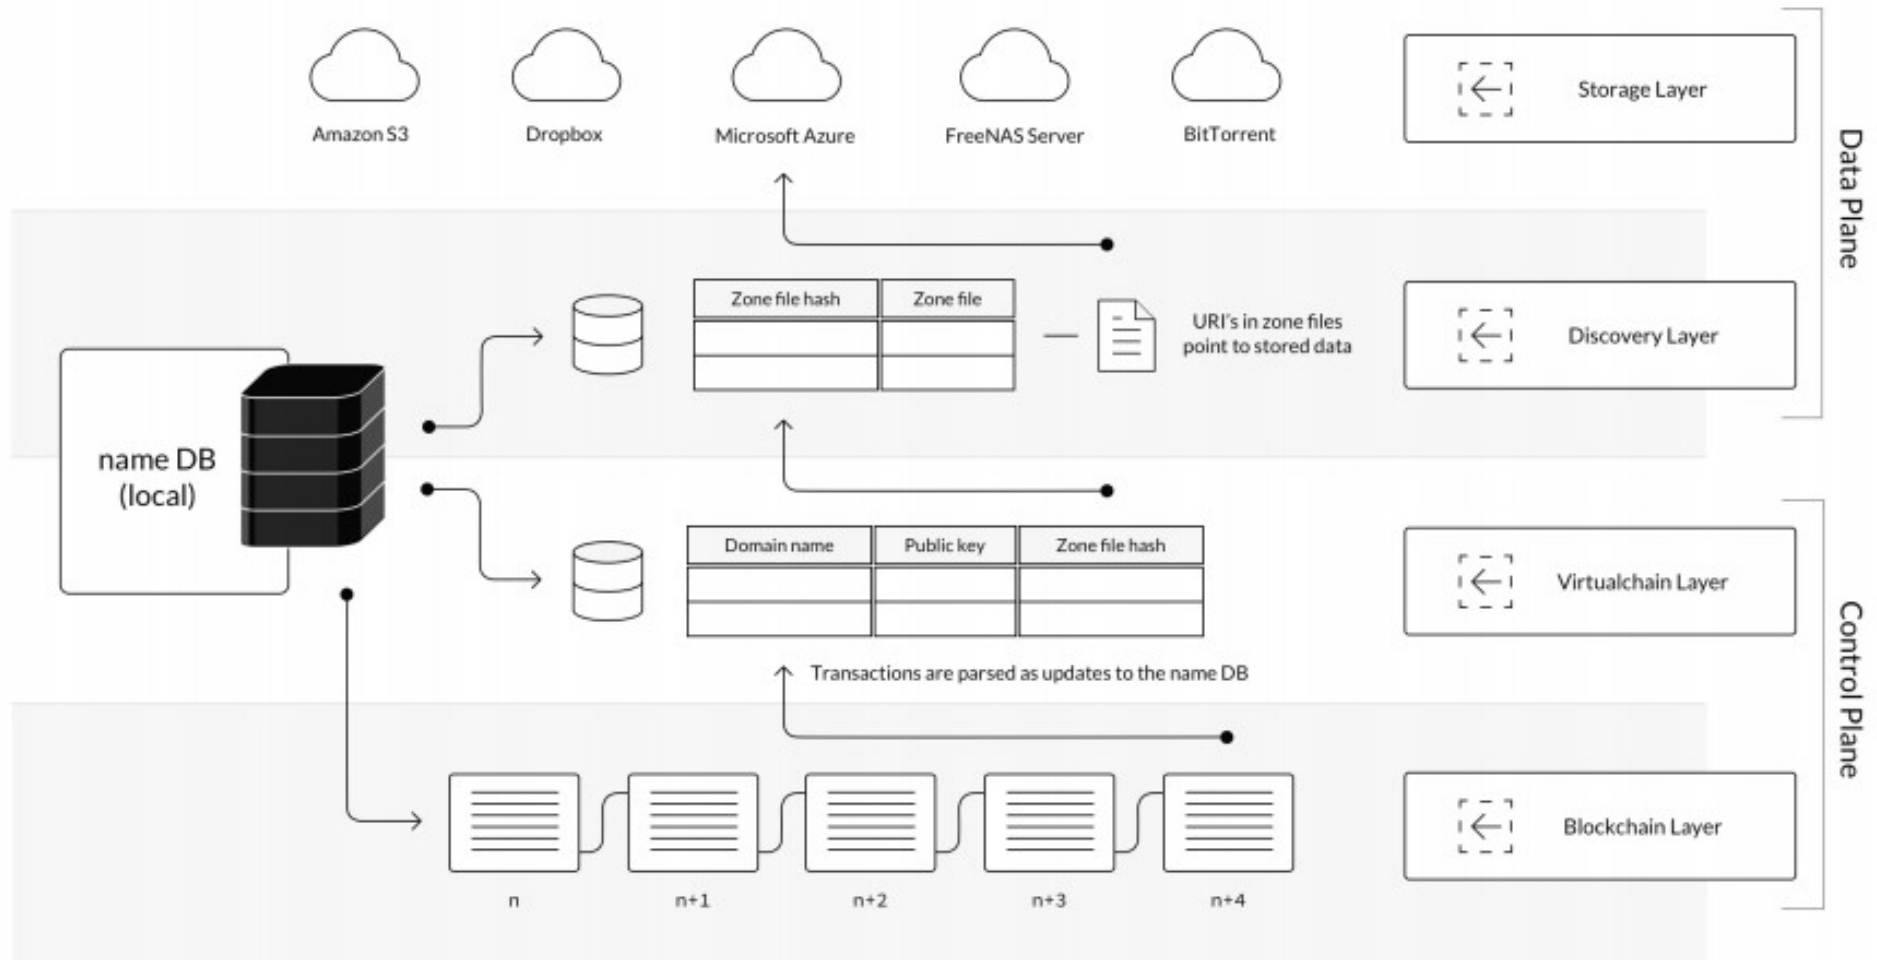 Amazon S3
Dropbox
Microsoft Azure
FreeNAS Server
BitTorrent
Storage Layer
Data Plane
Zone file hash
Zone file
URI's in zone files
point to stored data
Discovery Layer
name DB
(local)
Domain name
Public key
Zone file hash
Virtualchain Layer
Control Plane
Transactions are parsed as updates to the name DB
Blockchain Layer
n
n+1
n+2
n+3
n+4